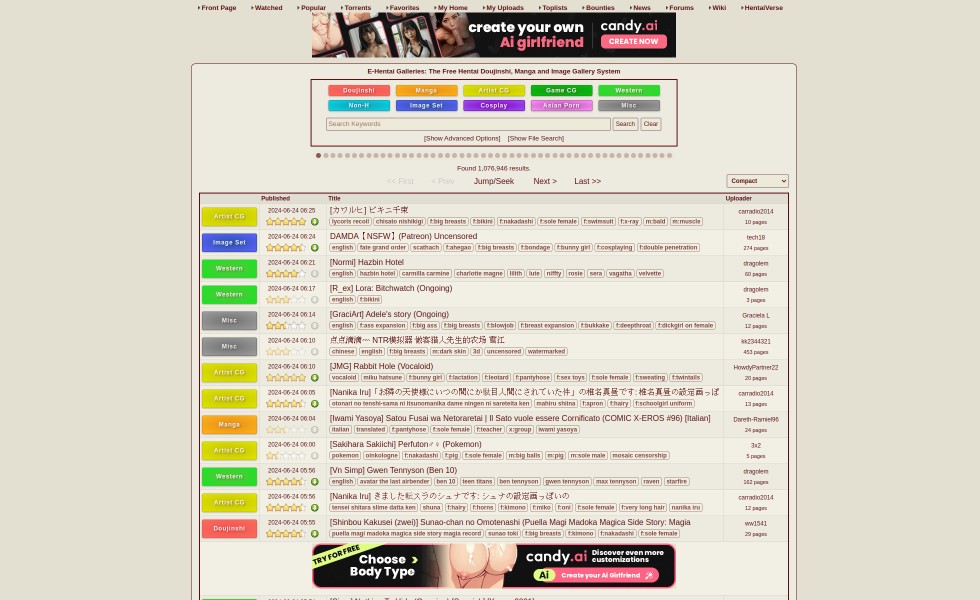 Front Page Watched Popular Torrents Favorites My Home My Uploads Toplists Bounties News Forums Wiki HentaiVerse
create your own Ai girlfriend candy.ai CREATE NOW
E-Hentai Galleries: The Free Hentai Doujinshi, Manga and Image Gallery System
Doujinshi Manga Artist CG Game CG Western
Non-H Image Set Cosplay Asian Porn Misc
Search Keywords Search Clear
[Show Advanced Options] [Show File Search]
Found 1,076,946 results.
<< First < Prev Jump/Seek Next > Last >> Compact
Published Title Uploader
Artist CG 2024-06-24 06:25 [カワルヒ] ビキニ千束 carradio2014
lycoris recoil chisato nishikigi f:big breasts f:bikini f:nakadashi f:sole female f:swimsuit f:x-ray m:bald m:muscle 10 pages
Image Set 2024-06-24 06:24 DAMDA【NSFW】(Patreon) Uncensored tech18
english fate grand order scathach f:ahegao f:big breasts f:bondage f:bunny girl f:cosplaying f:double penetration 274 pages
Western 2024-06-24 06:21 [Normi] Hazbin Hotel dragolem
english hazbin hotel carmilla carmine charlotte magne lilith lute niffty rosie sera vagatha velvette 60 pages
Western 2024-06-24 06:17 [R_ex] Lora: Bitchwatch (Ongoing) dragolem
english f:bikini 3 pages
Misc 2024-06-24 06:14 [GraciArt] Adele's story (Ongoing) Graciela L
english f:ass expansion f:big ass f:big breasts f:blowjob f:breast expansion f:bukkake f:deepthroat f:dickgirl on female 12 pages
Misc 2024-06-24 06:10 NTR模拟器 kk2344321
chinese english f:big breasts m:dark skin 3d uncensored watermarked 453 pages
Artist CG 2024-06-24 06:10 [JMG) Rabbit Hole (Vocaloid) HowdyPartner22
vocaloid miku hatsune f:bunny girl f:lactation f:leotard f:pantyhose f:sex toys f:sole female f:sweating f:twintails 20 pages
Artist CG 2024-06-24 06:05 [Nanika Iru]「お隣の天使様にいつの間にか駄目人間にされていた件」の椎名真昼です: 椎名真昼の設定画っぽ carradio2014
otonari no tenshi-sama ni itsunomanika dame ningen ni sareteita ken mahiru shiina f:apron f:hairy f:schoolgirl uniform 13 pages
Manga 2024-06-24 06:04 [Iwami Yasoya] Satou Fusai wa Netoraretai | Il Sato vuole essere Cornificato (COMIC X-EROS #96) [Italian] Dareth-Ramiel96
italian translated f:pantyhose f:sole female f:teacher x:group iwami yasoya 24 pages
Artist CG 2024-06-24 06:00 [Sakihara Sakiichi] Perfuton♂♀ (Pokemon) 3x2
pokemon oinkologne f:nakadashi f:pig f:sole female m:big balls m:pig m:sole male mosaic censorship 5 pages
Western 2024-06-24 05:56 [Vn Simp] Gwen Tennyson (Ben 10) dragolem
english avatar the last airbender ben 10 teen titans ben tennyson gwen tennyson max tennyson raven starfire 162 pages
Artist CG 2024-06-24 05:56 [Nanika Iru] きました転スラのシュナです: シュナの設定画っぽいの carradio2014
tensei shitara slime datta ken shuna f:hairy f:horns f:kimono f:miko f:oni f:sole female f:very long hair nanika iru 12 pages
Doujinshi 2024-06-24 05:55 [Shinbou Kakusei (zwei)] Sunao-chan no Omotenashi (Puella Magi Madoka Magica Side Story: Magia ww1541
puella magi madoka magica side story magia record sunao toki f:big breasts f:kimono f:nakadashi f:sole female 29 pages
TRY FOR FREE Choose > Body Type candy.ai Discover even more customizations
Ai Create your Ai Girlfriend